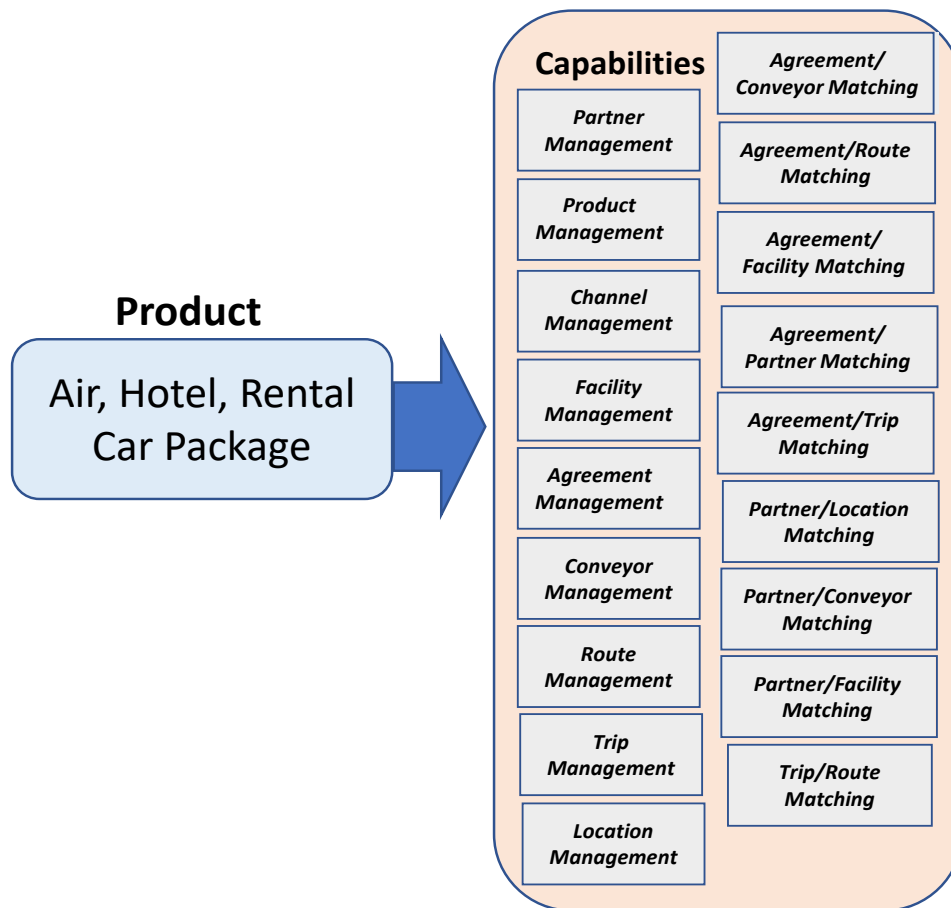 Product
Air, Hotel, Rental
Car Package
Capabilities
Partner
Management
Product
Management
Channel
Management
Facility
Management
Agreement
Management
Conveyor
Management
Route
Management
Trip
Management
Location
Management
Agreement/
Conveyor Matching
Agreement/Route
Matching
Agreement/
Facility Matching
Agreement/
Partner Matching
Agreement/Trip
Matching
Partner/Location
Matching
Partner/Conveyor
Matching
Partner/Facility
Matching
Trip/Route
Matching